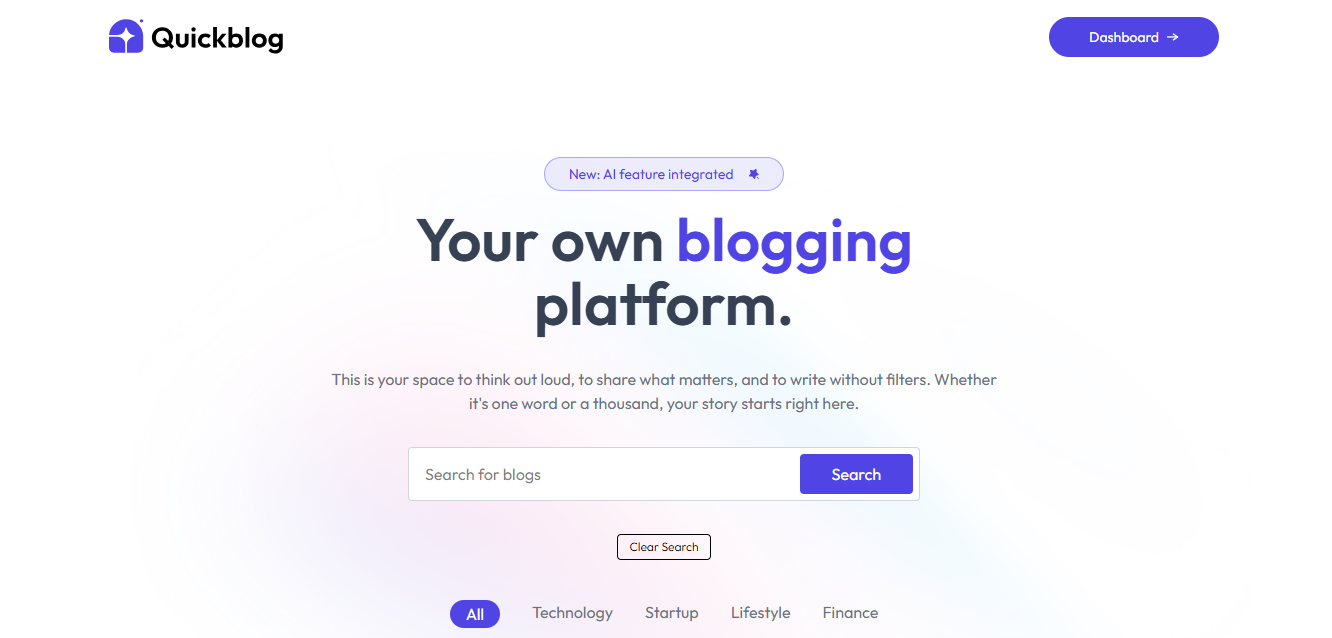 Quickblog
Dashboard →
New: AI feature integrated
Your own blogging
platform.
This is your space to think out loud, to share what matters, and to write without filters. Whether
it's one word or a thousand, your story starts right here.
Search for blogs
Search
Clear Search
All Technology Startup Lifestyle Finance